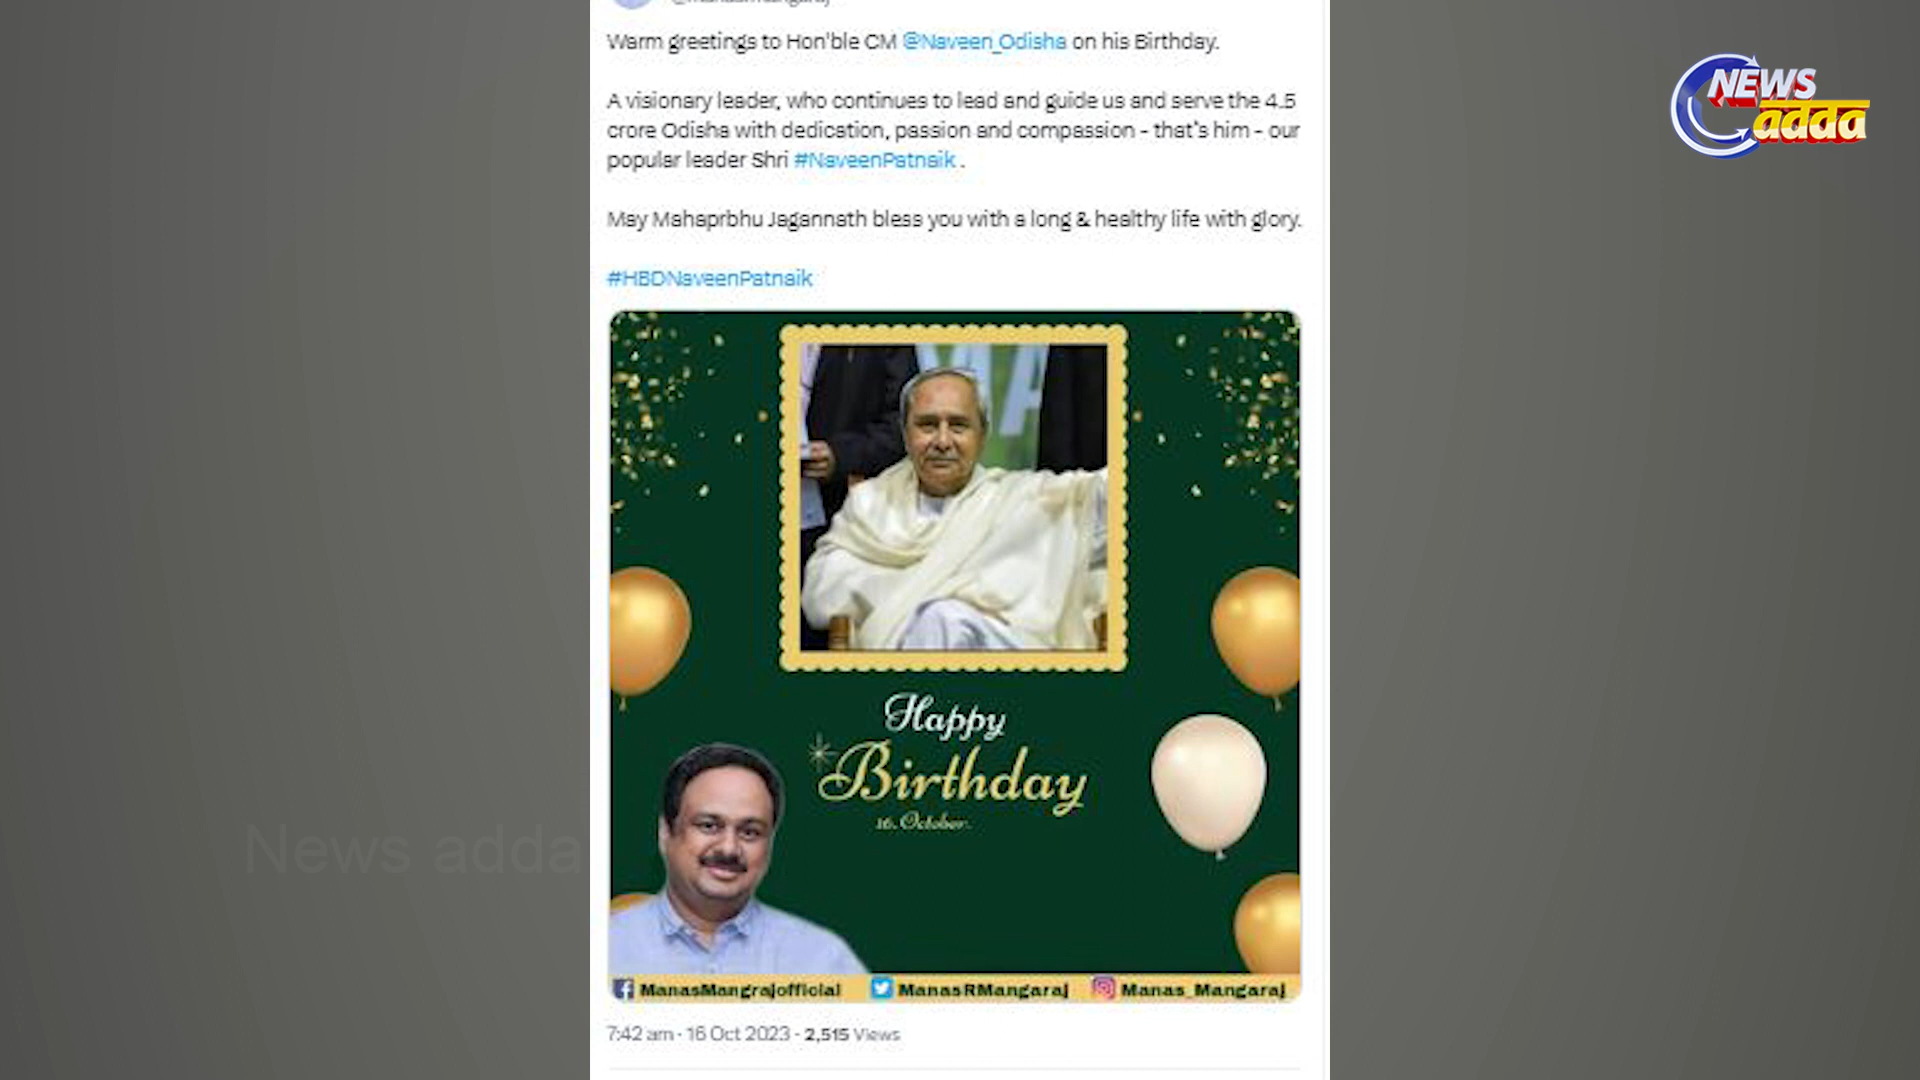 Warm greetings to Hon'ble CM @Naveen_Odisha on his Birthday.
A visionary leader, who continues to lead and guide us and serve the 4.5
crore Odisha with dedication, passion and compassion - that's him - our
popular leader Shri #NaveenPatnaik .
May Mahaprbhu Jagannath bless you with a long & healthy life with glory.
#HBDNaveenPatnaik
Happy
Birthday
16. October.
ManasMangrajofficial ManasRMangaraj Manas_Mangaraj
7:42 am · 16 Oct 2023 · 2,515 Views
NEWS
adda
News adda